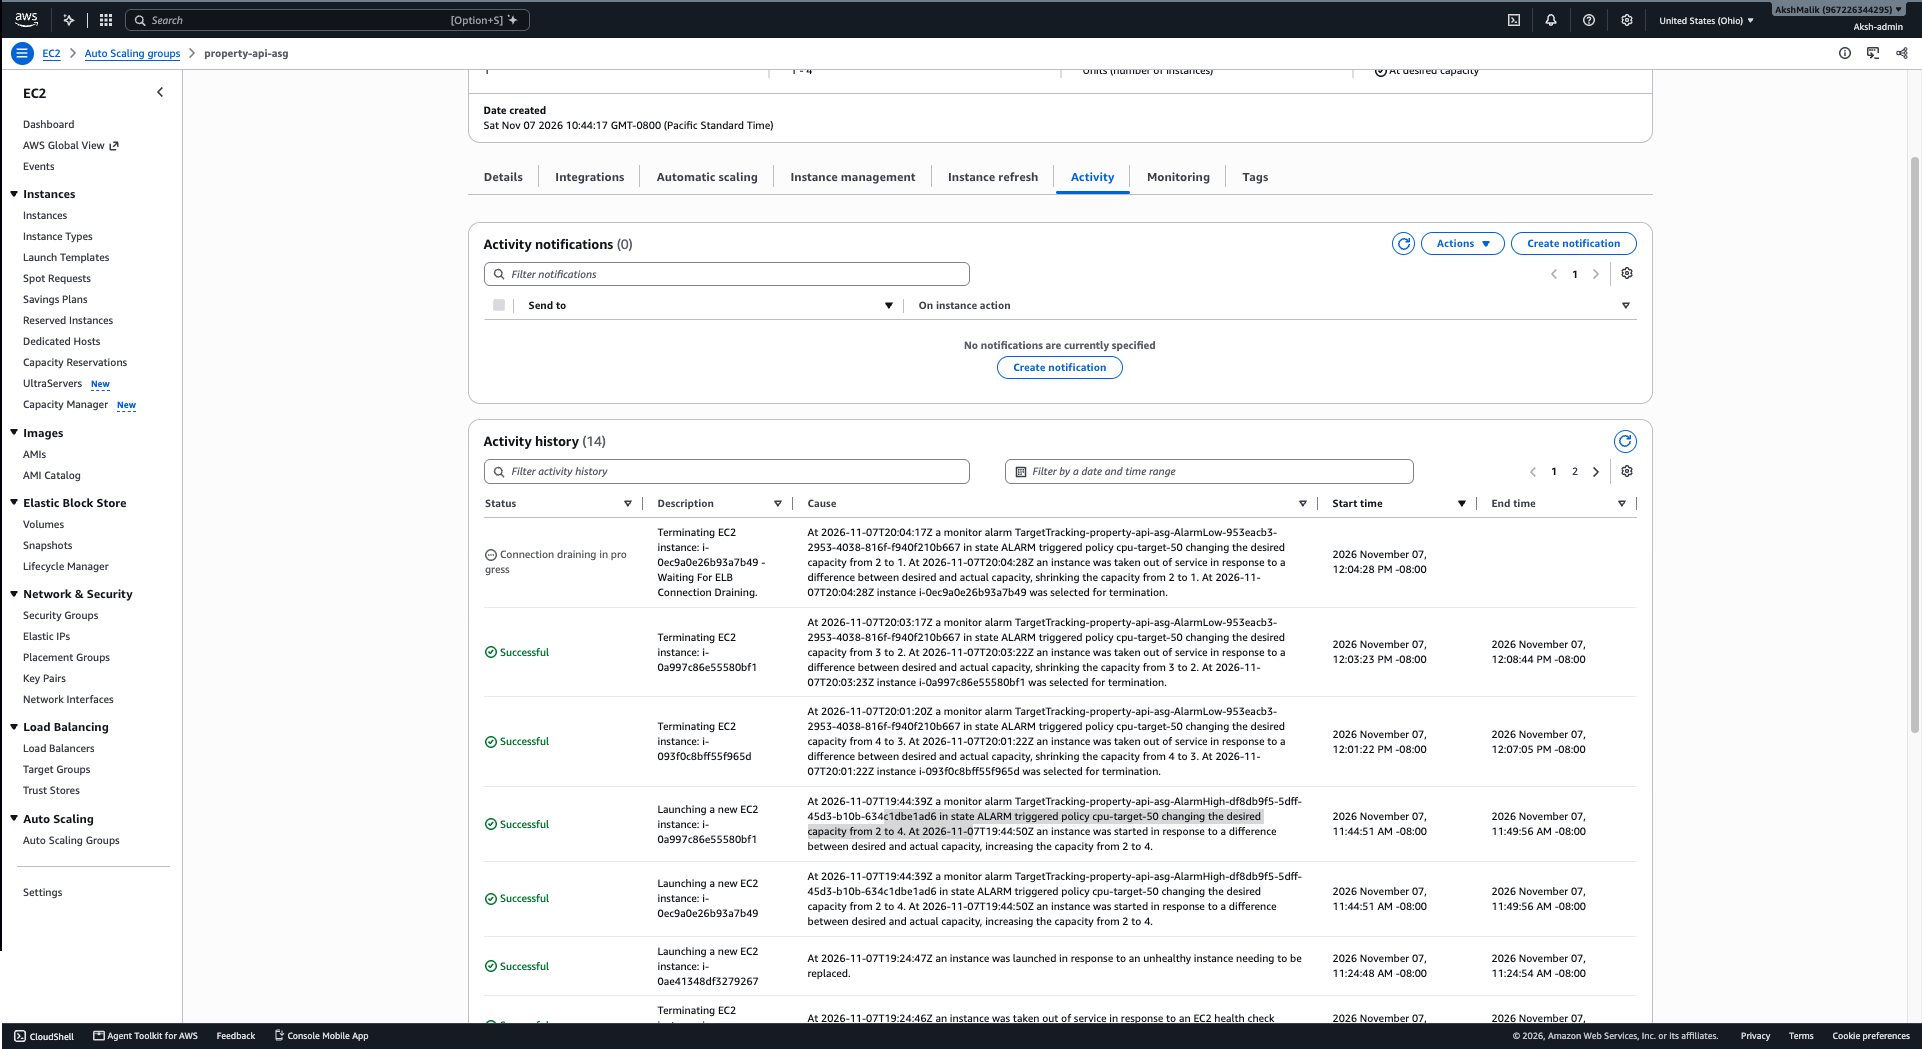 aws
Search
[Option+S]
United States (Ohio)
AkshMalik (967226344295)
Aksh-admin
EC2
Auto Scaling groups
property-api-asg
EC2
Dashboard
AWS Global View
Events
Instances
Instances
Instance Types
Launch Templates
Spot Requests
Savings Plans
Reserved Instances
Dedicated Hosts
Capacity Reservations
UltraServers New
Capacity Manager New
Images
AMIs
AMI Catalog
Elastic Block Store
Volumes
Snapshots
Lifecycle Manager
Network & Security
Security Groups
Elastic IPs
Placement Groups
Key Pairs
Network Interfaces
Load Balancing
Load Balancers
Target Groups
Trust Stores
Auto Scaling
Auto Scaling Groups
Settings
1
1 - 4
Units (number of instances)
At desired capacity
Date created
Sat Nov 07 2026 10:44:17 GMT-0800 (Pacific Standard Time)
Details
Integrations
Automatic scaling
Instance management
Instance refresh
Activity
Monitoring
Tags
Activity notifications (0)
Actions
Create notification
Filter notifications
1
Send to
On instance action
No notifications are currently specified
Create notification
Activity history (14)
Filter activity history
Filter by a date and time range
1 2
Status
Description
Cause
Start time
End time
Connection draining in pro
gress
Terminating EC2
instance: i-
0ec9a0e26b93a7b49 -
Waiting For ELB
Connection Draining.
At 2026-11-07T20:04:17Z a monitor alarm TargetTracking-property-api-asg-AlarmLow-953eacb3-
2953-4038-816f-f940f210b667 in state ALARM triggered policy cpu-target-50 changing the desired
capacity from 2 to 1. At 2026-11-07T20:04:28Z an instance was taken out of service in response to a
difference between desired and actual capacity, shrinking the capacity from 2 to 1. At 2026-11-
07T20:04:28Z instance i-0ec9a0e26b93a7b49 was selected for termination.
2026 November 07,
12:04:28 PM -08:00
Successful
Terminating EC2
instance: i-
0a997c86e55580bf1
At 2026-11-07T20:03:17Z a monitor alarm TargetTracking-property-api-asg-AlarmLow-953eacb3-
2953-4038-816f-f940f210b667 in state ALARM triggered policy cpu-target-50 changing the desired
capacity from 3 to 2. At 2026-11-07T20:03:22Z an instance was taken out of service in response to a
difference between desired and actual capacity, shrinking the capacity from 3 to 2. At 2026-11-
07T20:03:23Z instance i-0a997c86e55580bf1 was selected for termination.
2026 November 07,
12:03:23 PM -08:00
2026 November 07,
12:08:44 PM -08:00
Successful
Terminating EC2
instance: i-
093f0c8bff55f965d
At 2026-11-07T20:01:20Z a monitor alarm TargetTracking-property-api-asg-AlarmLow-953eacb3-
2953-4038-816f-f940f210b667 in state ALARM triggered policy cpu-target-50 changing the desired
capacity from 4 to 3. At 2026-11-07T20:01:22Z an instance was taken out of service in response to a
difference between desired and actual capacity, shrinking the capacity from 4 to 3. At 2026-11-
07T20:01:22Z instance i-093f0c8bff55f965d was selected for termination.
2026 November 07,
12:01:22 PM -08:00
2026 November 07,
12:07:05 PM -08:00
Successful
Launching a new EC2
instance: i-
0a997c86e55580bf1
At 2026-11-07T19:44:39Z a monitor alarm TargetTracking-property-api-asg-AlarmHigh-df8db9f5-5dff-
45d3-b10b-634c1dbe1ad6 in state ALARM triggered policy cpu-target-50 changing the desired
capacity from 2 to 4. At 2026-11-07T19:44:50Z an instance was started in response to a difference
between desired and actual capacity, increasing the capacity from 2 to 4.
2026 November 07,
11:44:51 AM -08:00
2026 November 07,
11:49:56 AM -08:00
Successful
Launching a new EC2
instance: i-
0ec9a0e26b93a7b49
At 2026-11-07T19:44:39Z a monitor alarm TargetTracking-property-api-asg-AlarmHigh-df8db9f5-5dff-
45d3-b10b-634c1dbe1ad6 in state ALARM triggered policy cpu-target-50 changing the desired
capacity from 2 to 4. At 2026-11-07T19:44:50Z an instance was started in response to a difference
between desired and actual capacity, increasing the capacity from 2 to 4.
2026 November 07,
11:44:51 AM -08:00
2026 November 07,
11:49:56 AM -08:00
Successful
Launching a new EC2
instance: i-
0ae41348df3279267
At 2026-11-07T19:24:47Z an instance was launched in response to an unhealthy instance needing to be
replaced.
2026 November 07,
11:24:48 AM -08:00
2026 November 07,
11:24:54 AM -08:00
Terminating EC2
At 2026-11-07T19:24:46Z an instance was taken out of service in response to an EC2 health check
2026 November 07,
2026 November 07,
CloudShell
Agent Toolkit for AWS
Feedback
Console Mobile App
© 2026, Amazon Web Services, Inc. or its affiliates.
Privacy
Terms
Cookie preferences